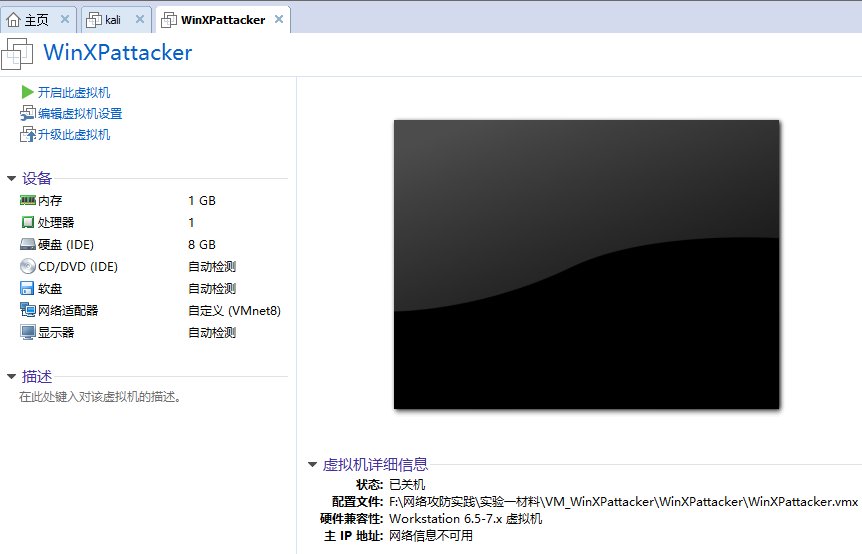 主页 kali WinXPattacker
WinXPattacker
开启此虚拟机
编辑虚拟机设置
升级此虚拟机
设备
内存 1 GB
处理器 1
硬盘 (IDE) 8 GB
CD/DVD (IDE) 自动检测
软盘 自动检测
网络适配器 自定义 (VMnet8)
显示器 自动检测
描述
在此处键入对该虚拟机的描述。
虚拟机详细信息
状态: 已关机
配置文件: F:\网络攻防实践\实验一材料\VM_WinXPattacker\WinXPattacker\WinXPattacker.vmx
硬件兼容性: Workstation 6.5-7.x 虚拟机
主 IP 地址: 网络信息不可用